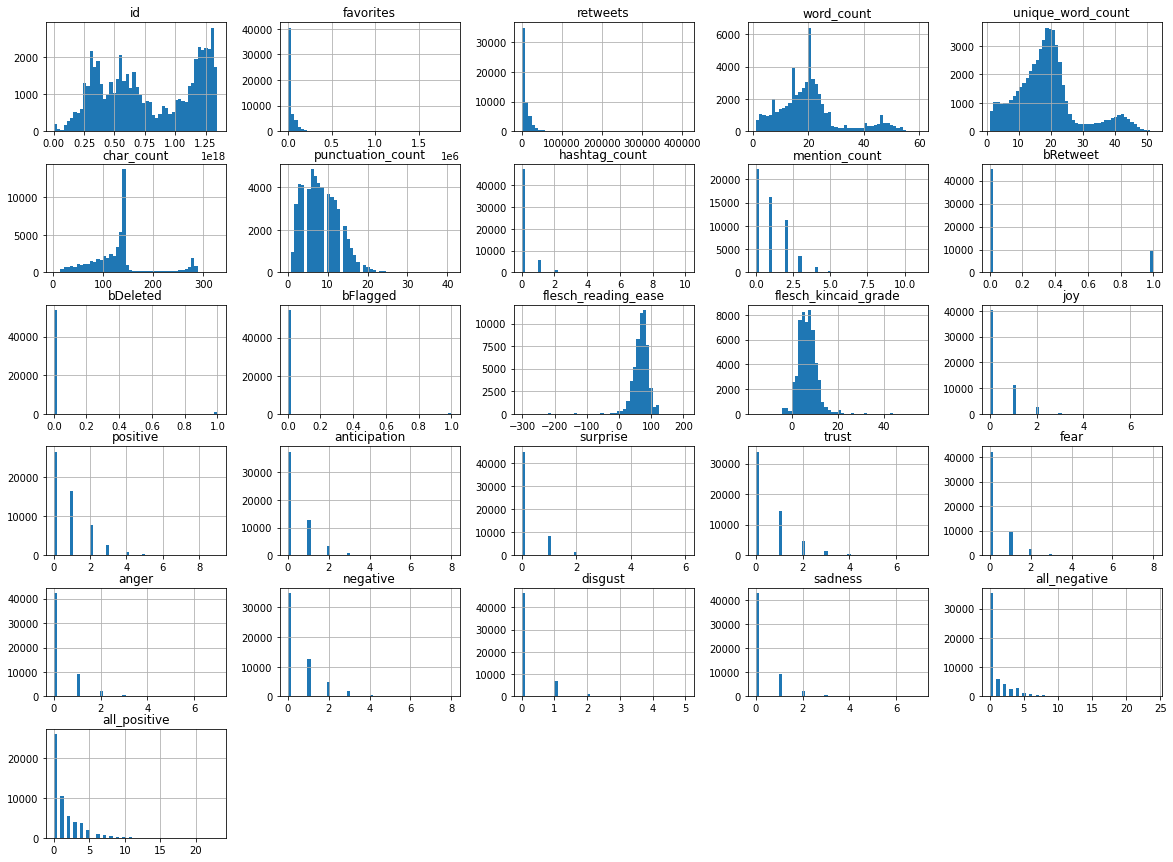 id favorites retweets word_count unique_word_count
2000 1000 0
40000 30000 20000 10000 0
30000 20000 10000 0
6000 4000 2000 0
3000 2000 1000 0
0.00 0.25 0.50 0.75 1.00 1.25
1e18
0.0 0.5 1.0 1.5
1e6
0 100000 200000 300000 400000
0 20 40 60
0 10 20 30 40 50
char_count punctuation_count hashtag_count mention_count bRetweet
10000 5000 0
4000 2000 0
40000 30000 20000 10000 0
20000 15000 10000 5000 0
40000 30000 20000 10000 0
0 100 200 300
0 10 20 30 40
0 2 4 6 8 10
0.0 2.5 5.0 7.5 10.0
0.0 0.2 0.4 0.6 0.8 1.0
bDeleted bFlagged flesch_reading_ease flesch_kincaid_grade joy
40000 20000 0
40000 20000 0
10000 7500 5000 2500 0
8000 6000 4000 2000 0
40000 30000 20000 10000 0
0.0 0.2 0.4 0.6 0.8 1.0
0.0 0.2 0.4 0.6 0.8 1.0
−300 −200 −100 0 100 200
0 20 40
0 2 4 6
positive anticipation surprise trust fear
20000 10000 0
30000 20000 10000 0
40000 30000 20000 10000 0
30000 20000 10000 0
40000 30000 20000 10000 0
0 2 4 6 8
0 2 4 6 8
0 2 4 6
0 2 4 6
0 2 4 6 8
anger negative disgust sadness all_negative
40000 30000 20000 10000 0
30000 20000 10000 0
40000 30000 20000 10000 0
40000 30000 20000 10000 0
30000 20000 10000 0
0 2 4 6
0 2 4 6 8
0 1 2 3 4 5
0 2 4 6
0 5 10 15 20 25
all_positive
20000 10000 0
0 5 10 15 20